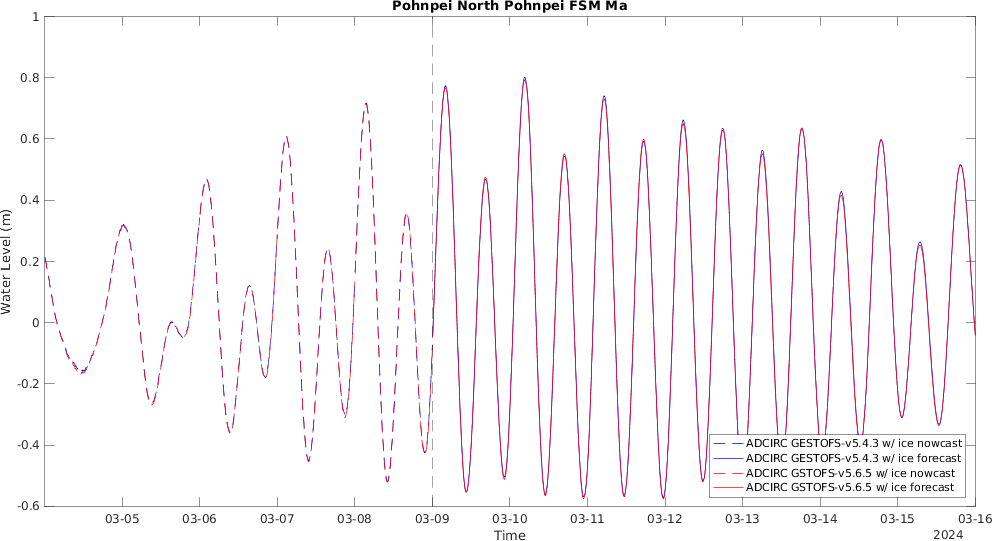 Pohnpei North Pohnpei FSM Ma
Water Level (m)
1
0.8
0.6
0.4
0.2
0
-0.2
-0.4
-0.6
03-05 03-06 03-07 03-08 03-09 03-10 03-11 03-12 03-13 03-14 03-15 03-16
Time
2024
ADCIRC GESTOFS-v5.4.3 w/ ice nowcast
ADCIRC GESTOFS-v5.4.3 w/ ice forecast
ADCIRC GSTOFS-v5.6.5 w/ ice nowcast
ADCIRC GSTOFS-v5.6.5 w/ ice forecast